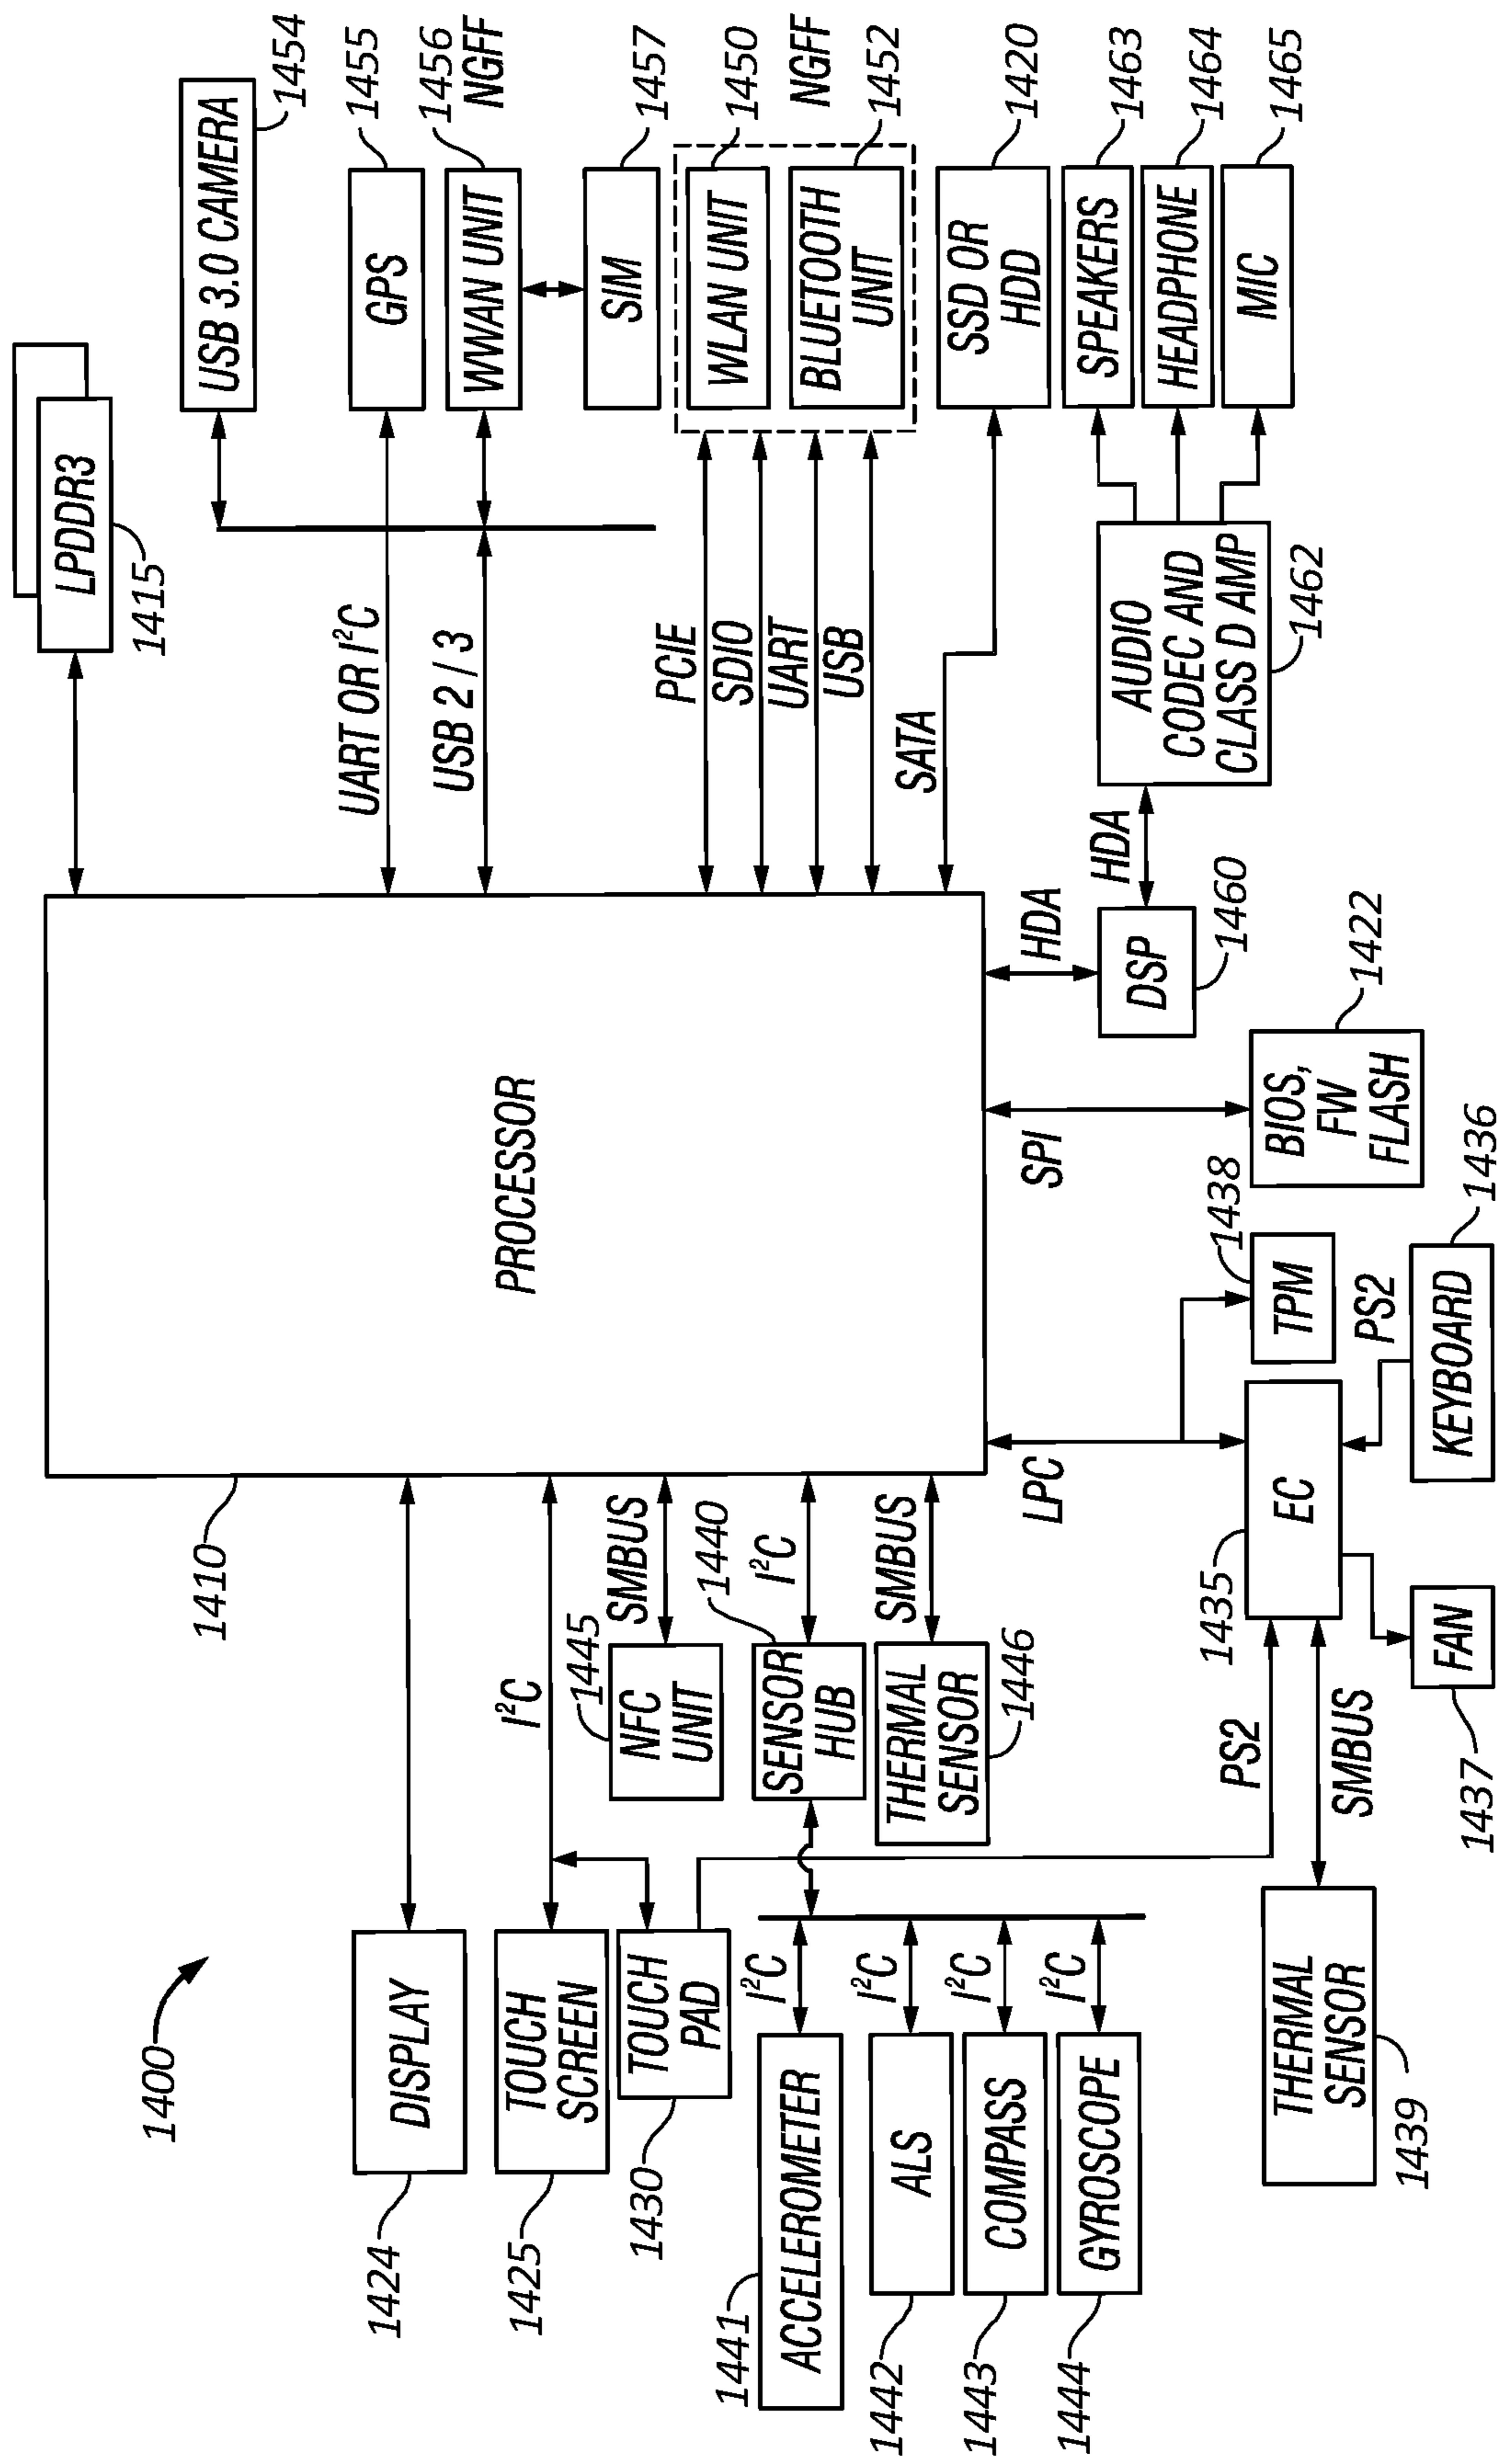 1400
1410
PROCESSOR
LPDDR3
1415
1424
DISPLAY
USB 3.0 CAMERA
1454
1425
TOUCH
SCREEN
I²C
UART OR I²C
GPS
1455
1430
TOUCH
PAD
1445
NFC
UNIT
SMBUS
USB 2 / 3
WWAN UNIT
1456
NGFF
SIM
1457
1440
SENSOR
HUB
I²C
PCIE
SDIO
UART
USB
WLAN UNIT
1450
BLUETOOTH
UNIT
NGFF
1452
1441
ACCELEROMETER
I²C
THERMAL
SENSOR
1446
SMBUS
SATA
SSD OR
HDD
1420
1442
ALS
I²C
1443
COMPASS
I²C
1444
GYROSCOPE
I²C
LPC
SPI
HDA
DSP
1460
HDA
AUDIO
CODEC AND
CLASS D AMP
1462
SPEAKERS
1463
HEADPHONE
1464
MIC
1465
PS2
1435
EC
TPM
1438
BIOS,
FW
FLASH
1422
THERMAL
SENSOR
1439
SMBUS
FAN
1437
PS2
KEYBOARD
1436